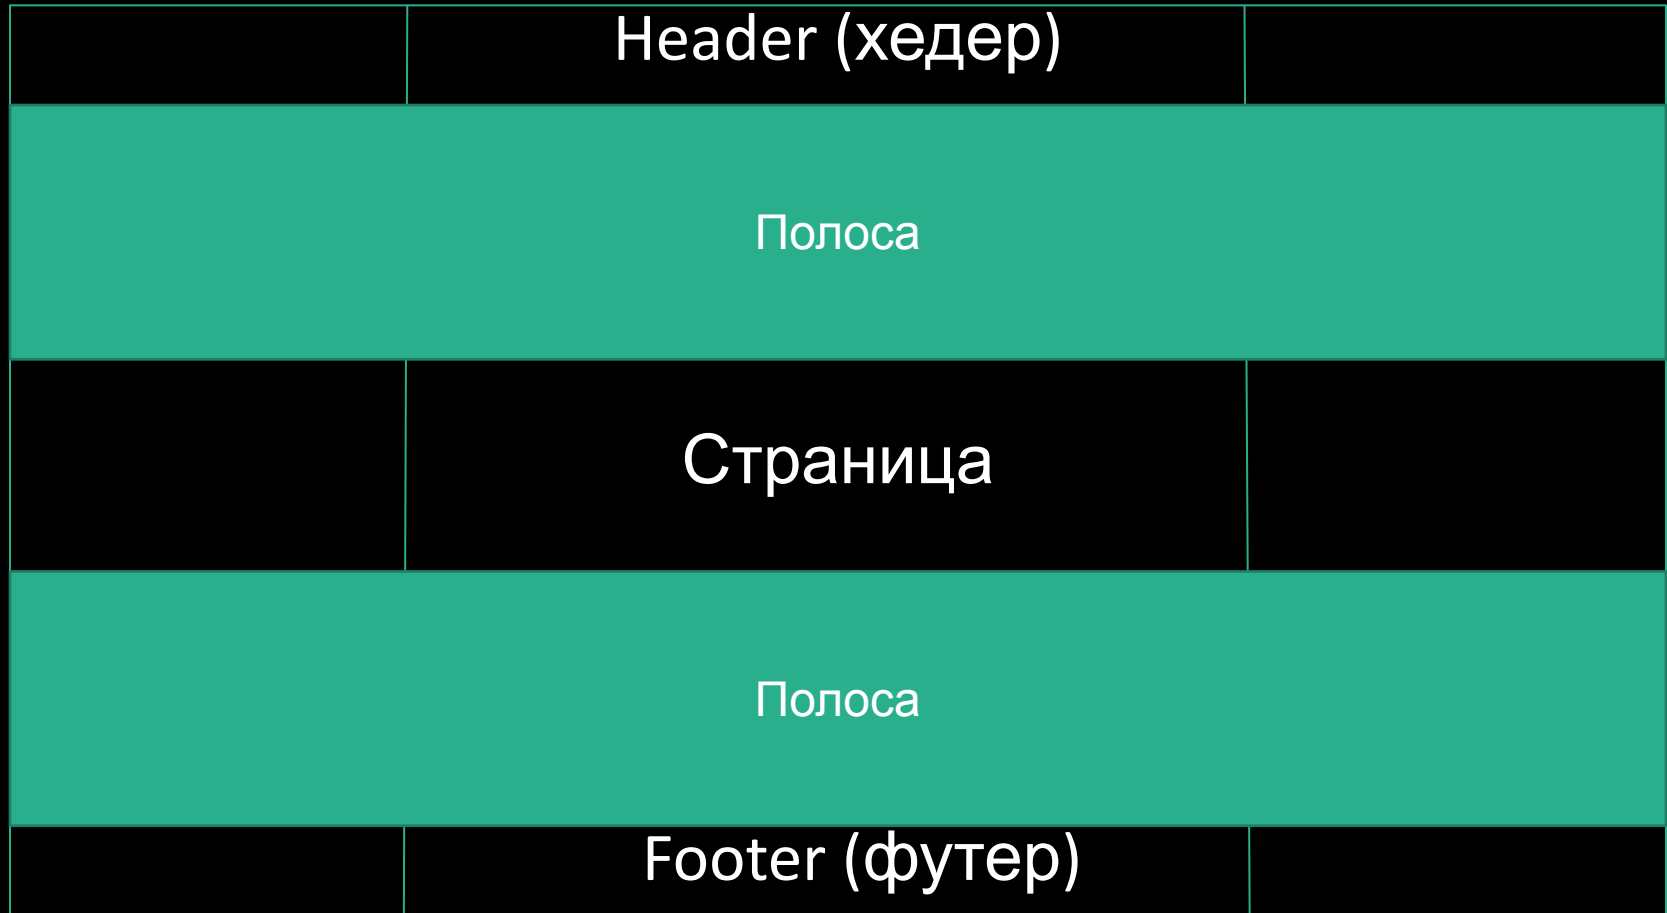 Header (хедер)
Полоса
Страница
Полоса
Footer (футер)